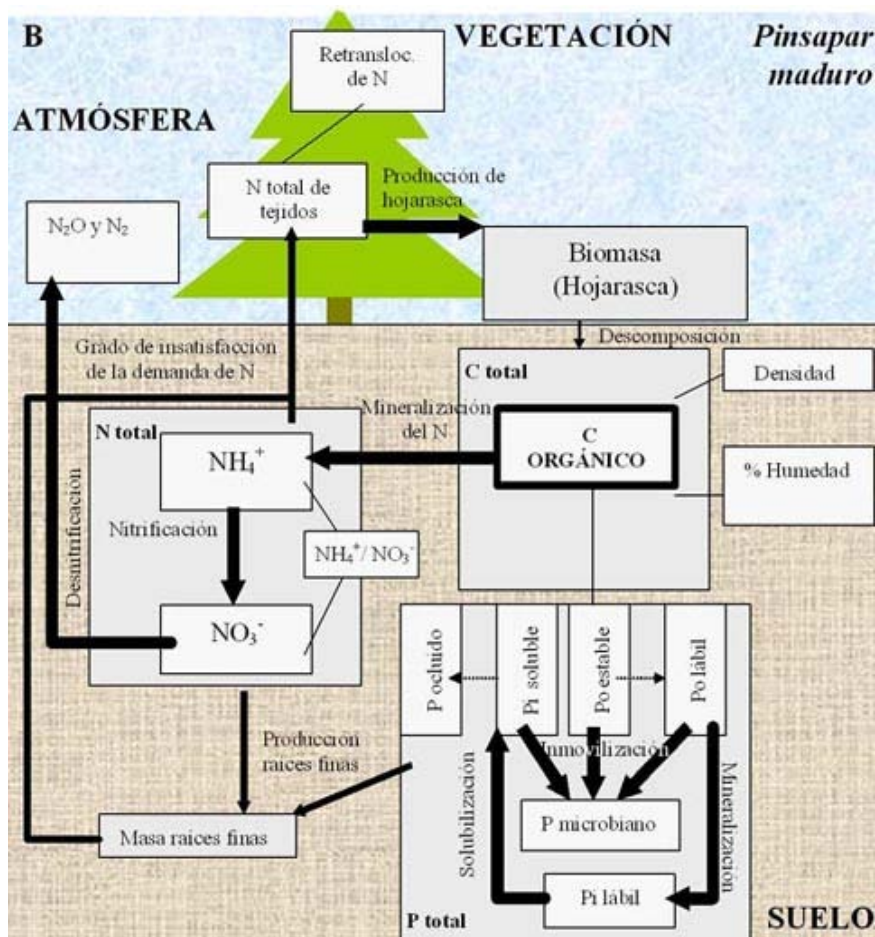 B
VEGETACIÓN
Pinsapar
maduro
Retransloc.
de N
ATMÓSFERA
N total de
tejidos
Producción de
hojarasca
N₂O y N₂
Biomasa
(Hojarasca)
Grado de insatisfacción
de la demanda de N
Descomposición
C total
Densidad
Mineralización
del N
N total
C
ORGÁNICO
NH₄⁺
% Humedad
Desnitrificación
Nitrificación
NH₄⁺/ NO₃⁻
NO₃⁻
P ocluido
Pi soluble
Po estable
Po lábil
Producción
raices finas
Inmovilización
Solubilización
Mineralización
Masa raices finas
P microbiano
Pi lábil
P total
SUELO